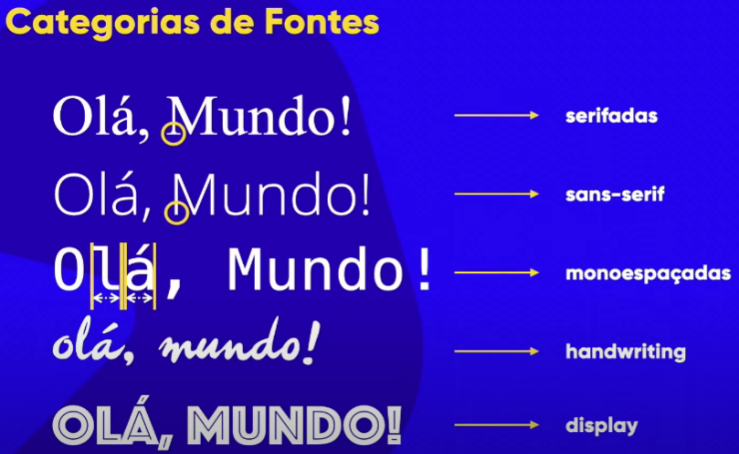 Categorias de Fontes
Olá, Mundo! serifadas
Olá, Mundo! sans-serif
Olá, Mundo! monoespaçadas
olá, mundo! handwriting
OLÁ, MUNDO! display